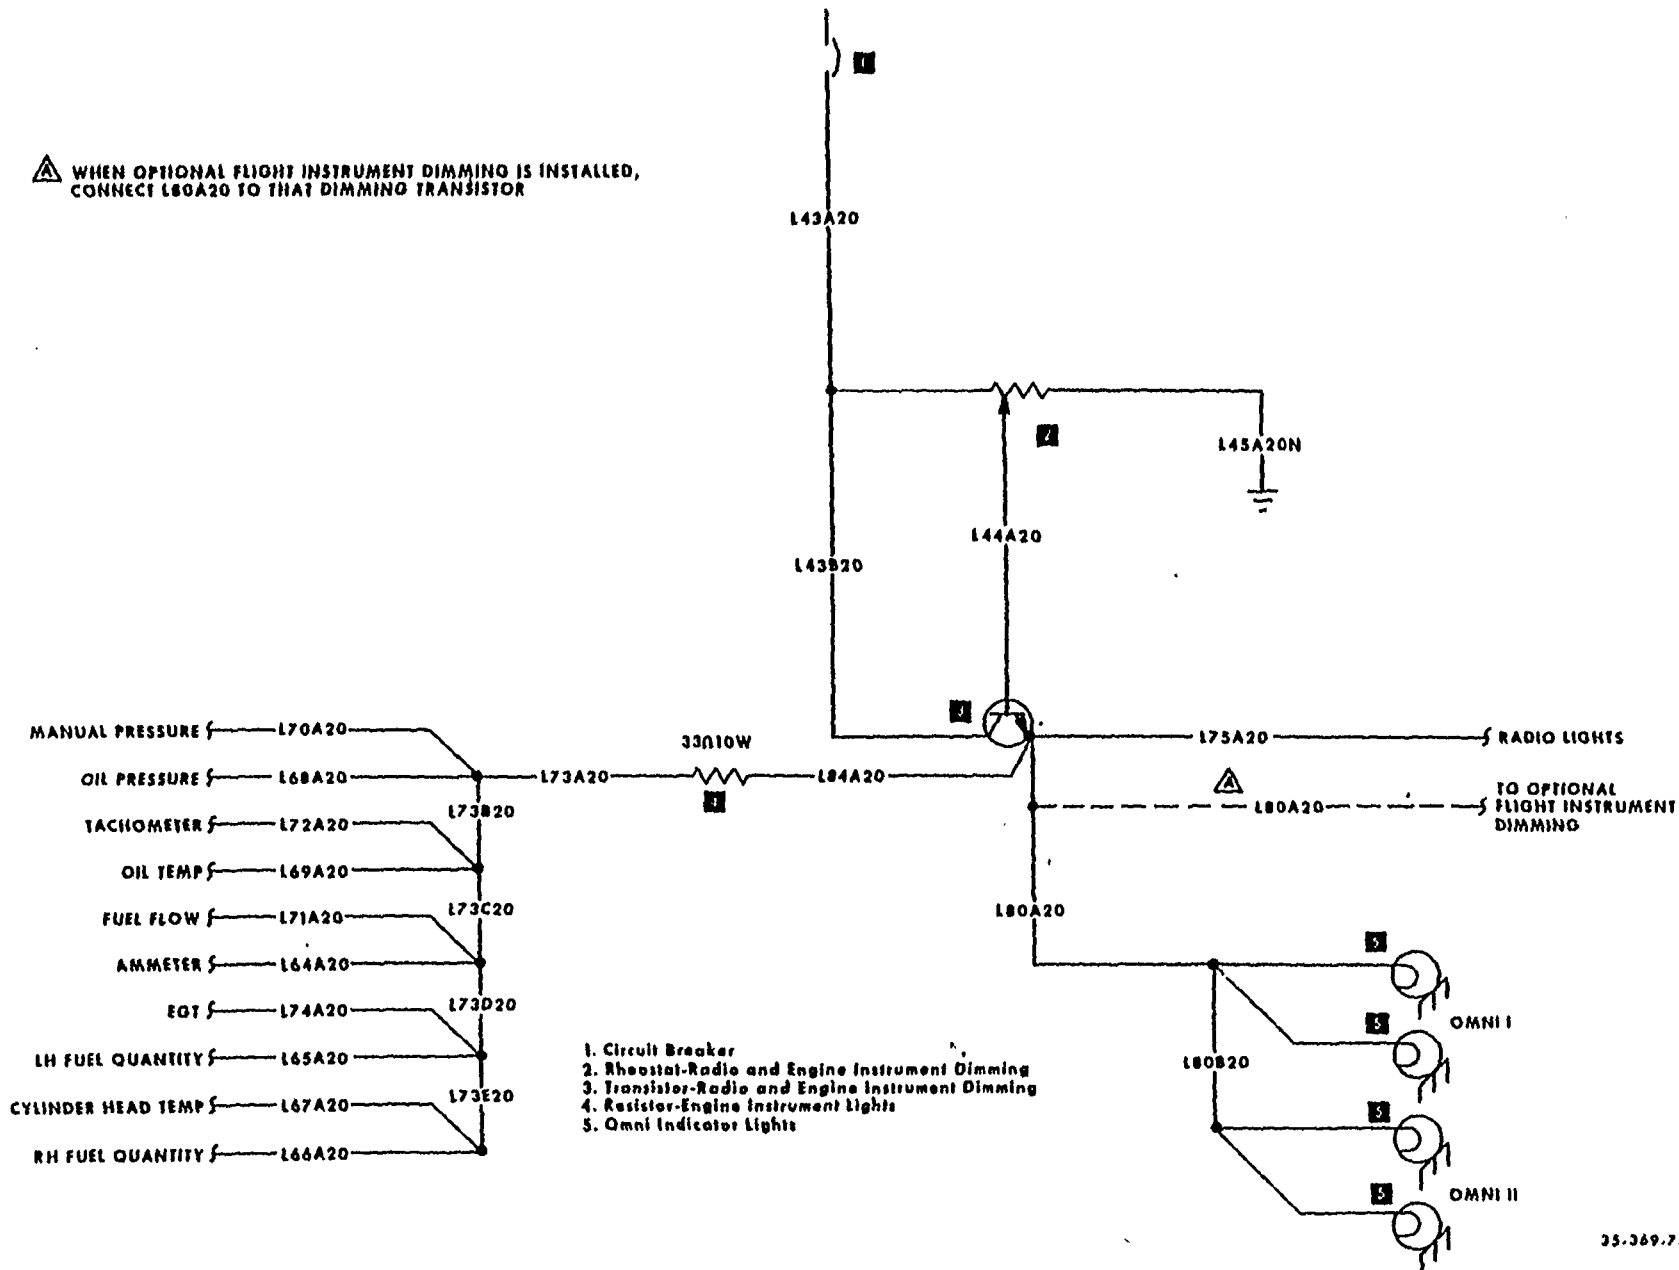 1
A WHEN OPTIONAL FLIGHT INSTRUMENT DIMMING IS INSTALLED,
CONNECT L80A20 TO THAT DIMMING TRANSISTOR
L43A20
2
L45A20N
L44A20
L43B20
3
MANUAL PRESSURE L70A20
33Ω10W
L75A20 RADIO LIGHTS
OIL PRESSURE L68A20 L73A20 L84A20
A
4
L80A20
TO OPTIONAL
FLIGHT INSTRUMENT
DIMMING
L73B20
TACHOMETER L72A20
OIL TEMP L69A20
FUEL FLOW L71A20
L73C20
L80A20
AMMETER L64A20
5
EGT L74A20
L73D20
5
OMNI I
LH FUEL QUANTITY L65A20
L80B20
L73E20
CYLINDER HEAD TEMP L67A20
5
RH FUEL QUANTITY L66A20
1. Circuit Breaker
2. Rheostat-Radio and Engine Instrument Dimming
3. Transistor-Radio and Engine Instrument Dimming
4. Resistor-Engine Instrument Lights
5. Omni Indicator Lights
5
OMNI II